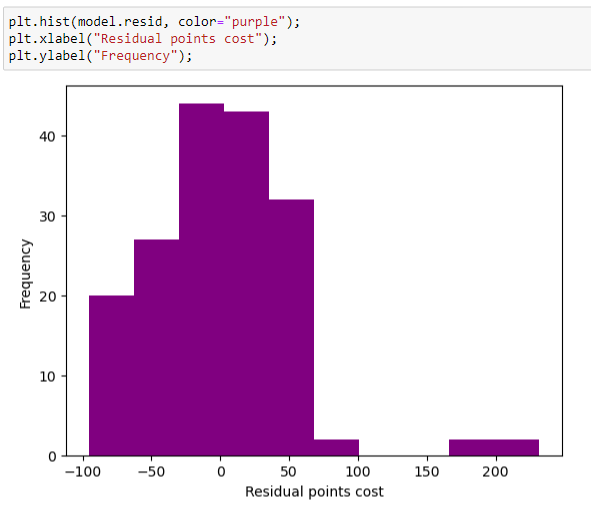 plt.hist(model.resid, color="purple");
plt.xlabel("Residual points cost");
plt.ylabel("Frequency");
40
30
20
10
0
Frequency
−100 −50 0 50 100 150 200
Residual points cost